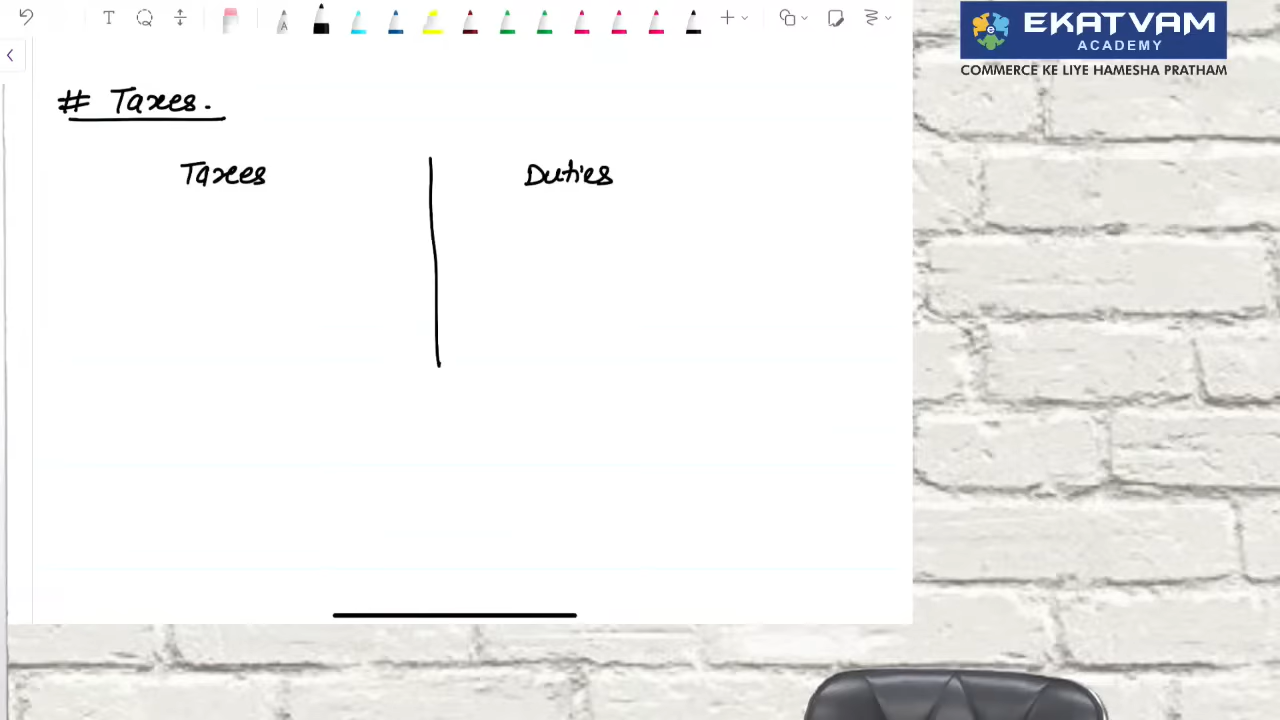 EKATVAM
ACADEMY
COMMERCE KE LIYE HAMESHA PRATHAM
# Taxes.
Taxes
Duties